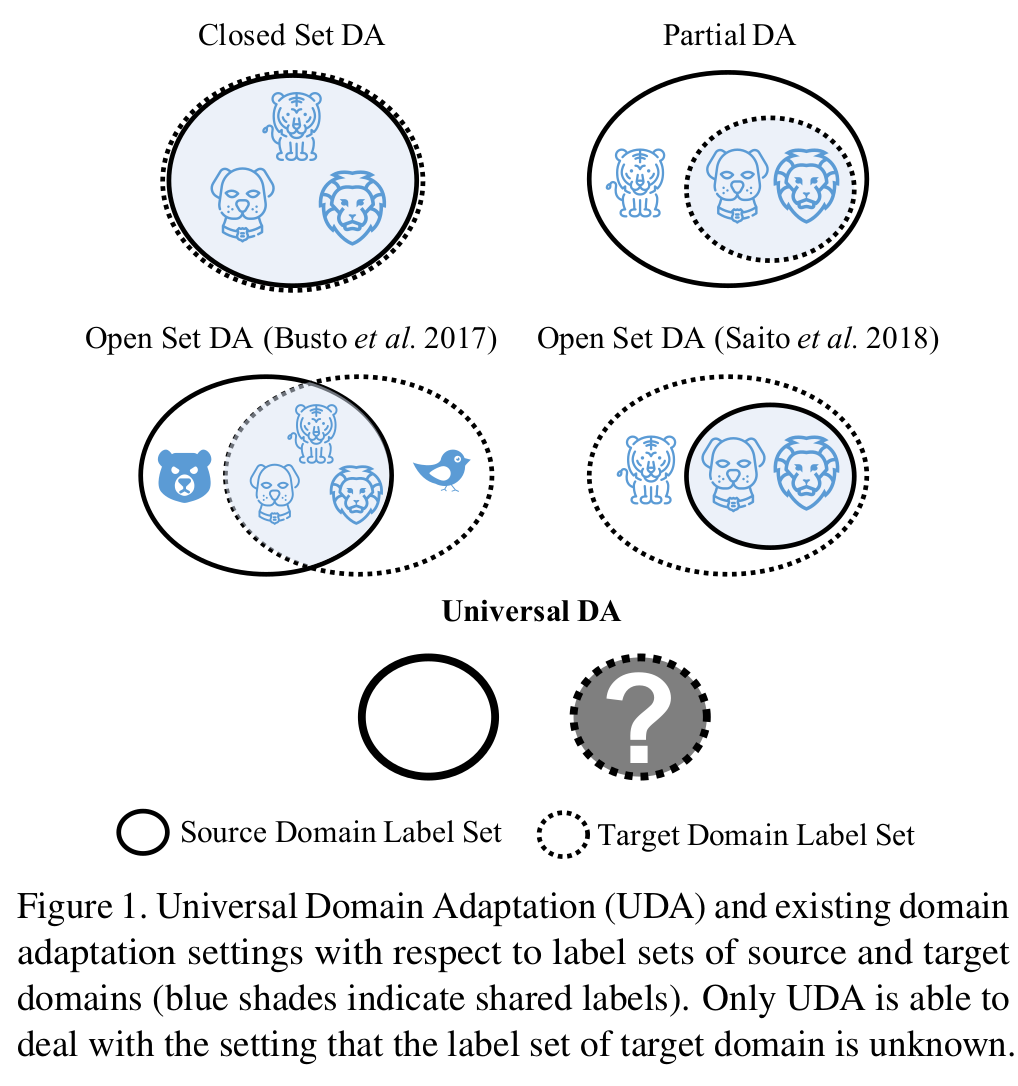 Closed Set DA
Partial DA
Open Set DA (Busto et al. 2017)
Open Set DA (Saito et al. 2018)
Universal DA
?
Source Domain Label Set
Target Domain Label Set
Figure 1. Universal Domain Adaptation (UDA) and existing domain
adaptation settings with respect to label sets of source and target
domains (blue shades indicate shared labels). Only UDA is able to
deal with the setting that the label set of target domain is unknown.